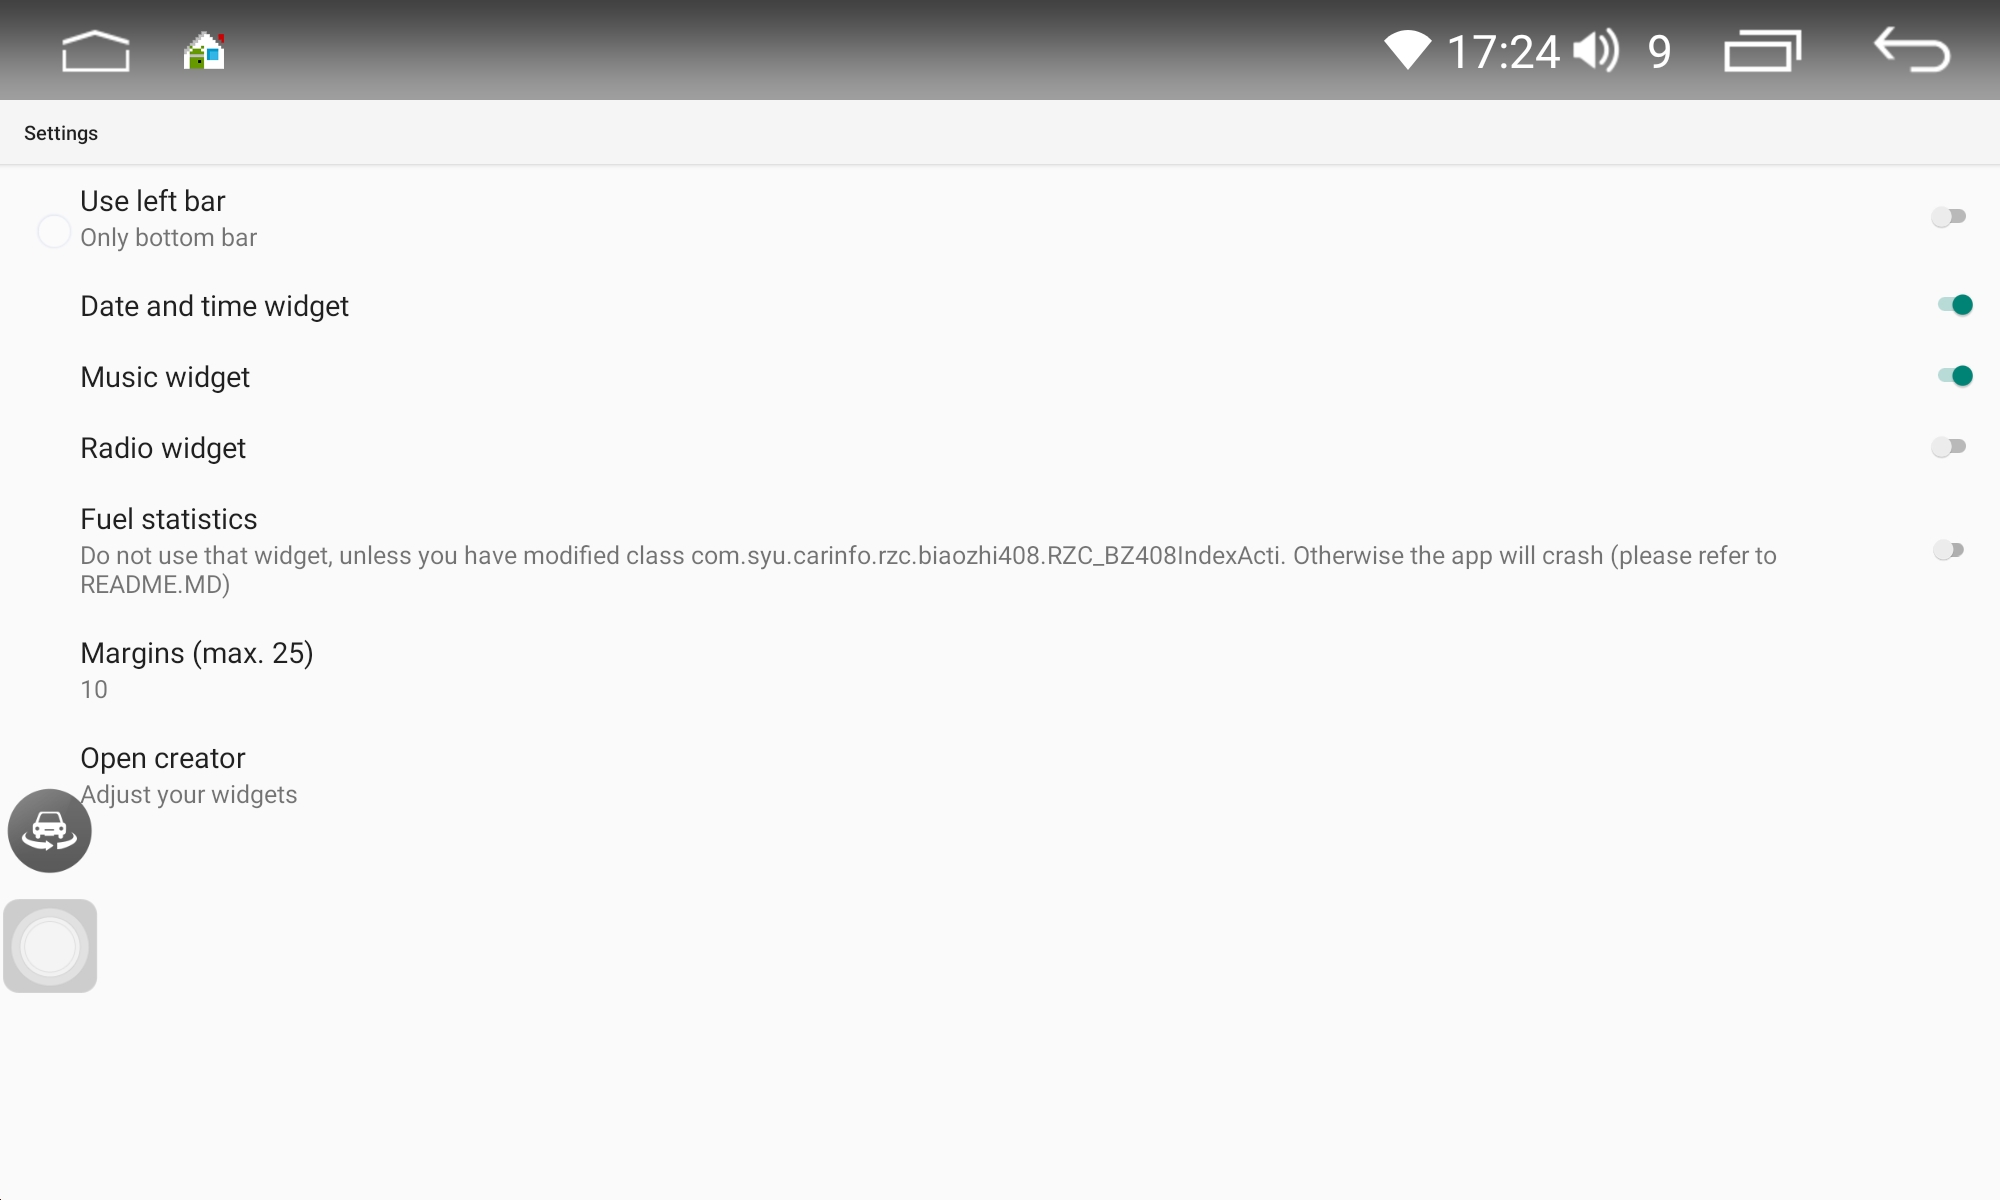 17:24 9
Settings
Use left bar
Only bottom bar
Date and time widget
Music widget
Radio widget
Fuel statistics
Do not use that widget, unless you have modified class com.syu.carinfo.rzc.biaozhi408.RZC_BZ408IndexActi. Otherwise the app will crash (please refer to
README.MD)
Margins (max. 25)
10
Open creator
Adjust your widgets